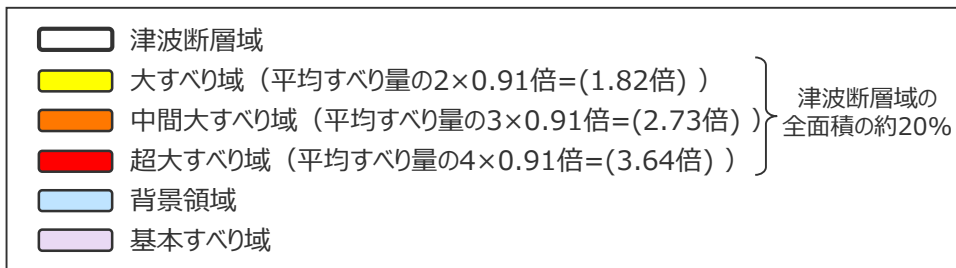 津波断層域
大すべり域（平均すべり量の2×0.91倍=(1.82倍) ）
中間大すべり域（平均すべり量の3×0.91倍=(2.73倍) ）
超大すべり域（平均すべり量の4×0.91倍=(3.64倍) ）
津波断層域の
全面積の約20%
背景領域
基本すべり域